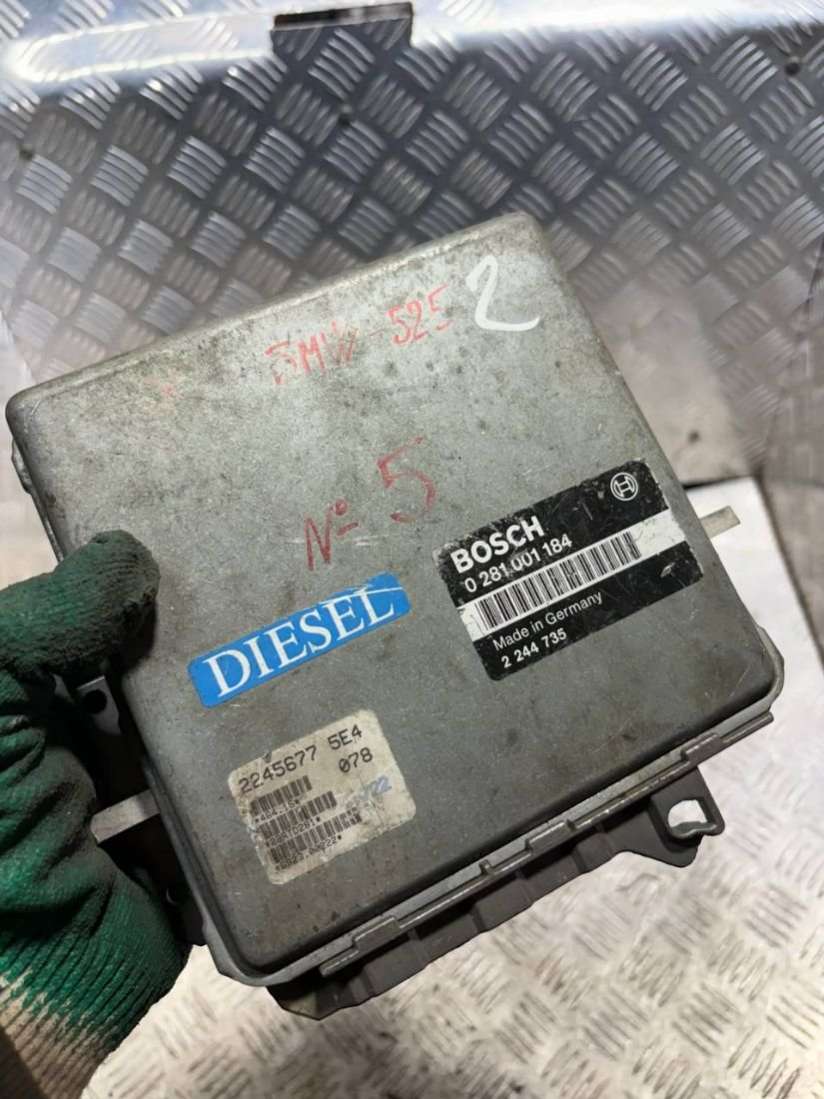 BMW-525
2
№ 5
BOSCH
0 281 001 184
Made in Germany
2 244 735
DIESEL
2245677 5E4
078